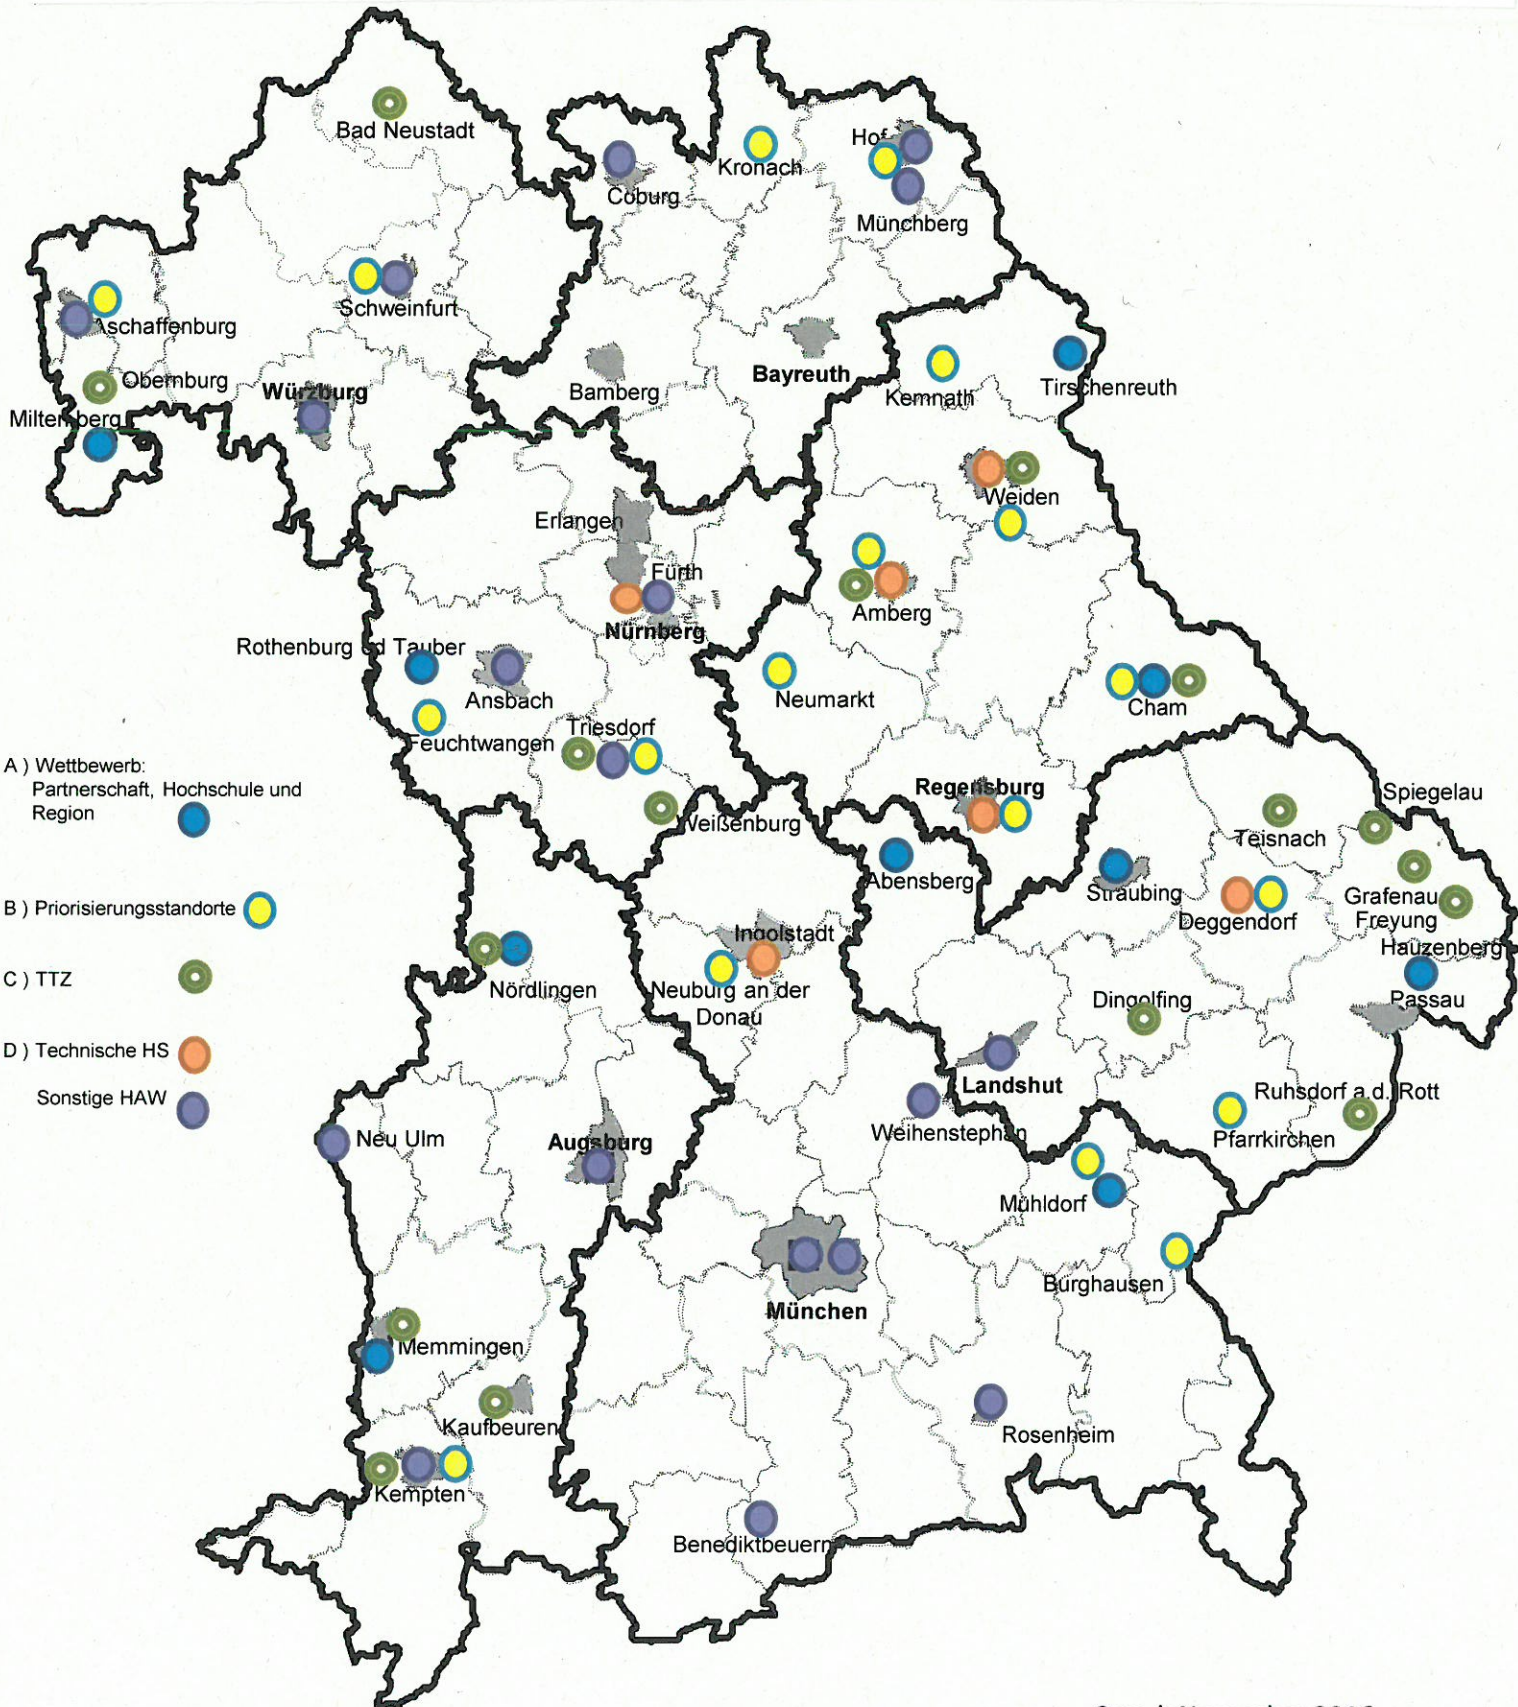 Bad Neustadt
Kronach
Hof
Coburg
Münchberg
Schweinfurt
Aschaffenburg
Obernburg
Würzburg
Miltenberg
Bamberg
Bayreuth
Kemnath
Tirschenreuth
Weiden
Erlangen
Fürth
Amberg
Nürnberg
Rothenburg od Tauber
Ansbach
Neumarkt
Cham
Triesdorf
Feuchtwangen
A ) Wettbewerb:
Partnerschaft, Hochschule und
Region
Regensburg
Spiegelau
Weißenburg
Teisnach
Abensberg
Straubing
Grafenau
B ) Priorisierungsstandorte
Deggendorf
Freyung
Ingolstadt
Hauzenberg
C ) TTZ
Nördlingen
Neuburg an der
Donau
Dingolfing
Passau
D ) Technische HS
Sonstige HAW
Landshut
Ruhsdorf a.d. Rott
Neu Ulm
Augsburg
Weihenstephan
Pfarrkirchen
Mühldorf
Burghausen
München
Memmingen
Kaufbeuren
Rosenheim
Kempten
Benediktbeuern